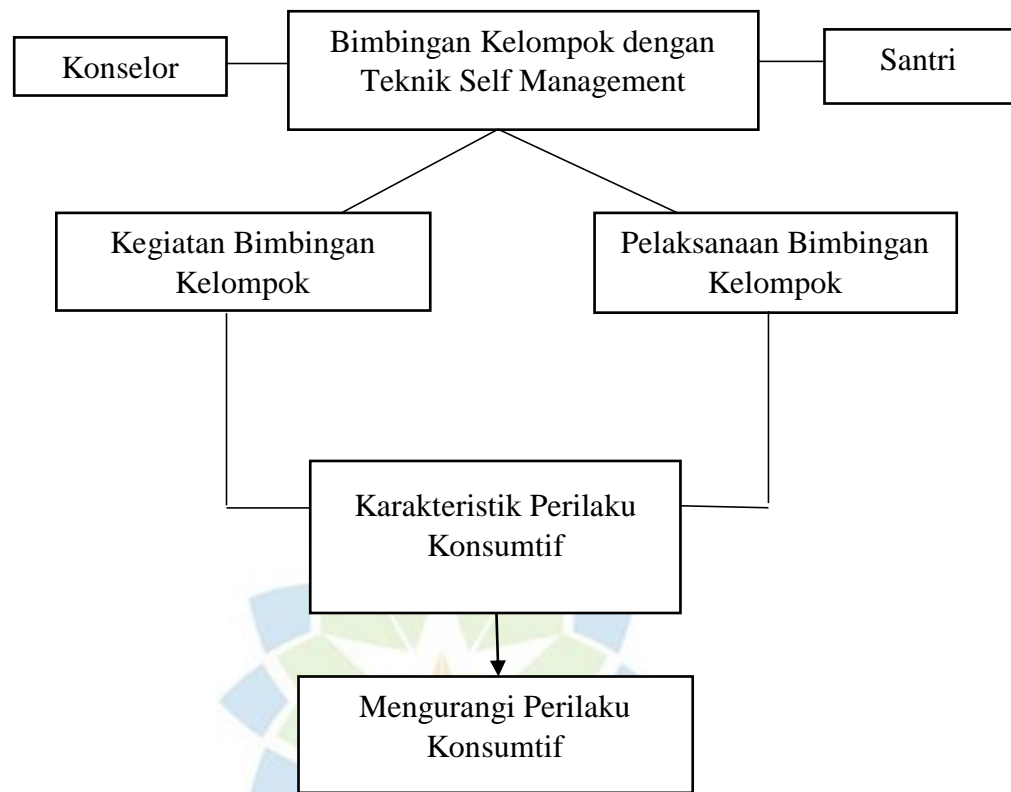 Konselor
Bimbingan Kelompok dengan
Teknik Self Management
Santri
Kegiatan Bimbingan
Kelompok
Pelaksanaan Bimbingan
Kelompok
Karakteristik Perilaku
Konsumtif
Mengurangi Perilaku
Konsumtif